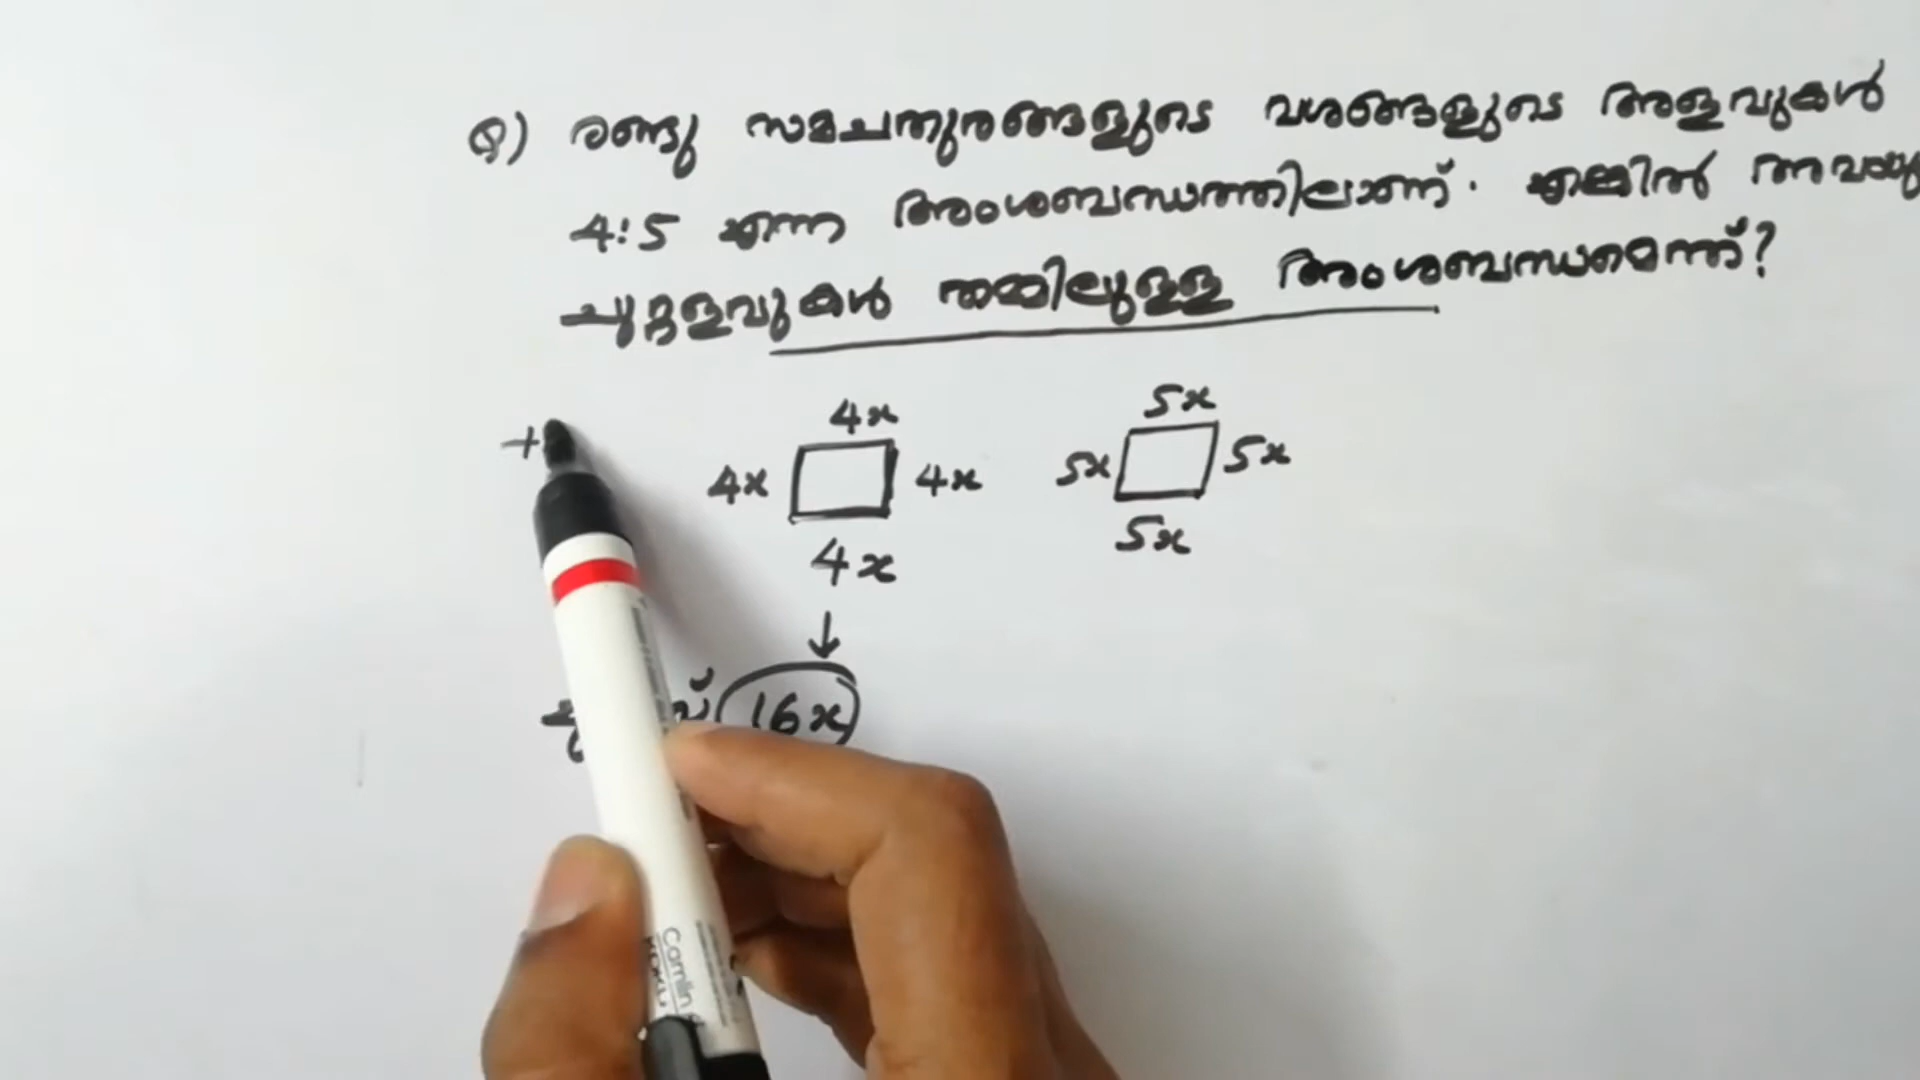 Q) രണ്ടു സമചതുരങ്ങളുടെ വശങ്ങളുടെ അളവുകൾ
4:5 എന്ന അംശബന്ധത്തിലാണ്. എങ്കിൽ
ചുറ്റളവുകൾ തമ്മിലുള്ള അംശബന്ധമെന്ത്?
4x 5x
+ 4x 4x 5x 5x
4x 5x
↓
16x
Camlin